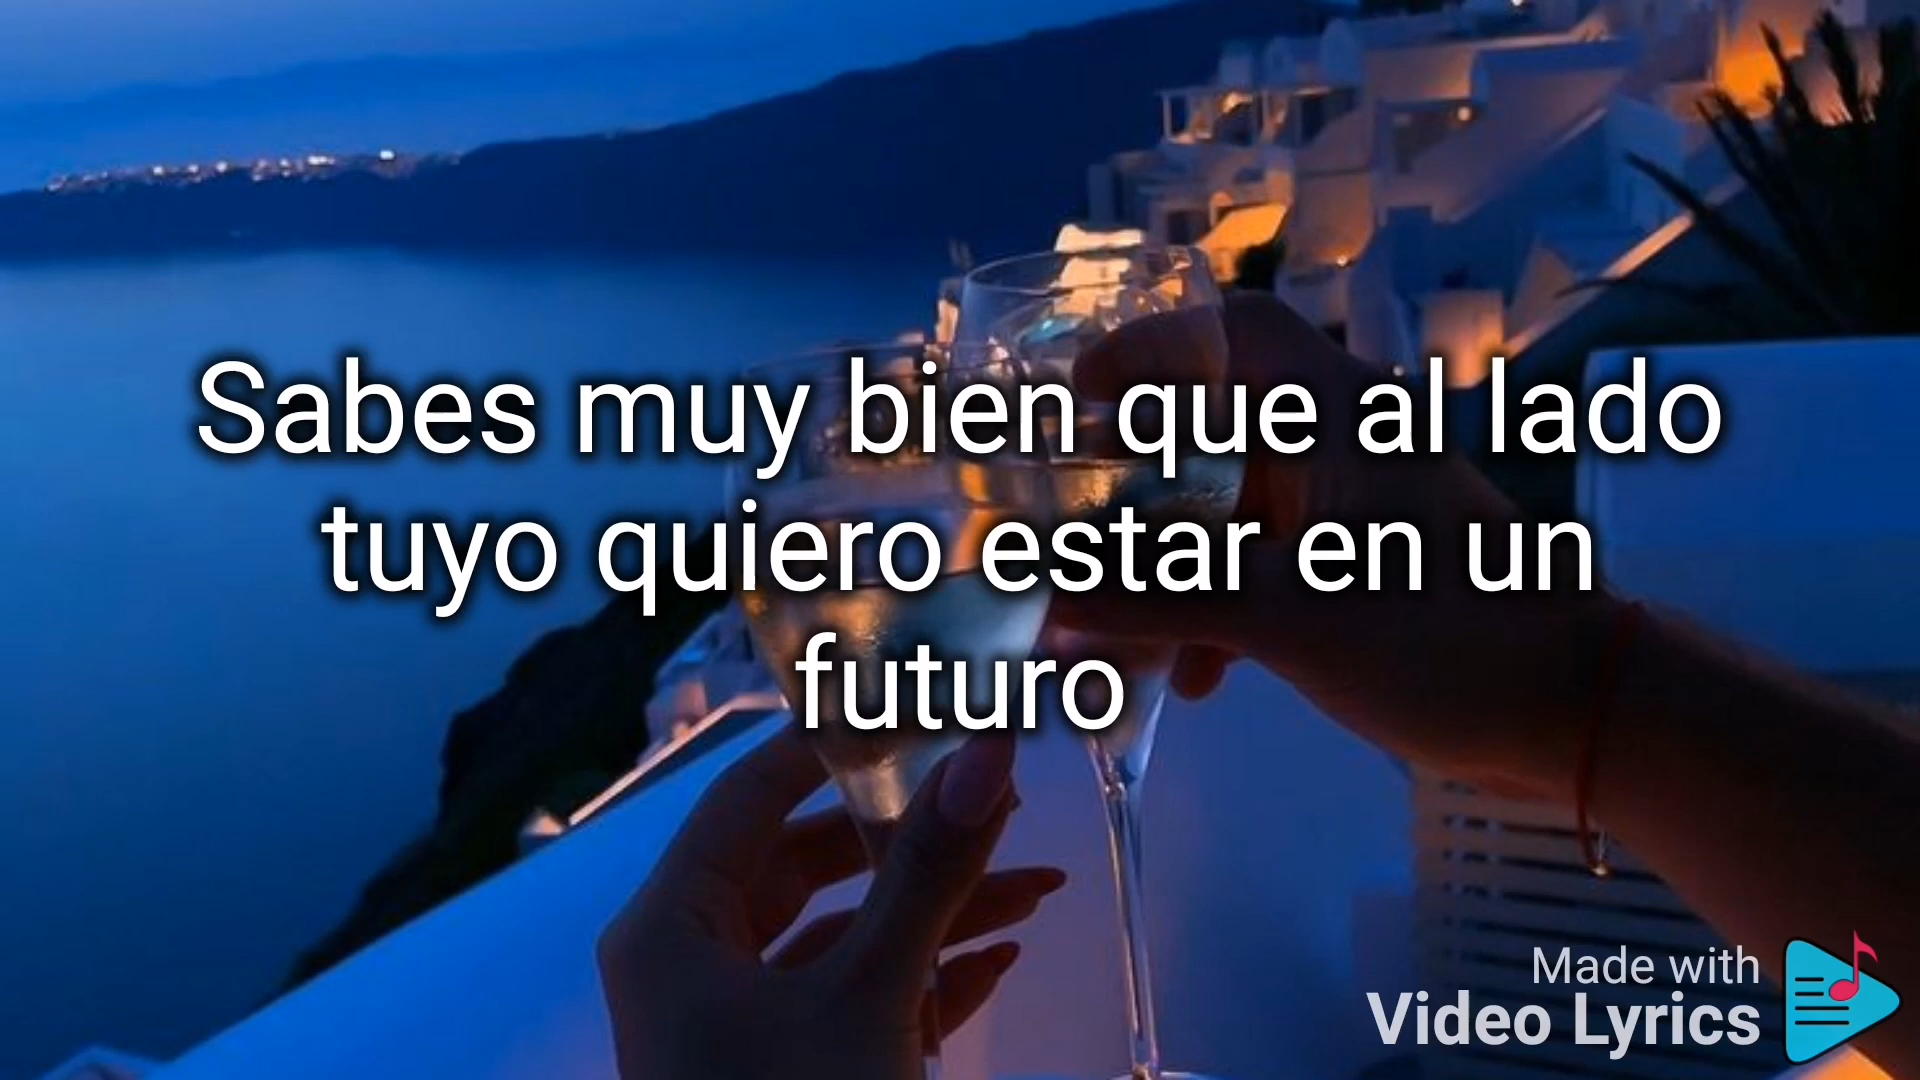 Sabes muy bien que al lado
tuyo quiero estar en un
futuro
Made with
Video Lyrics